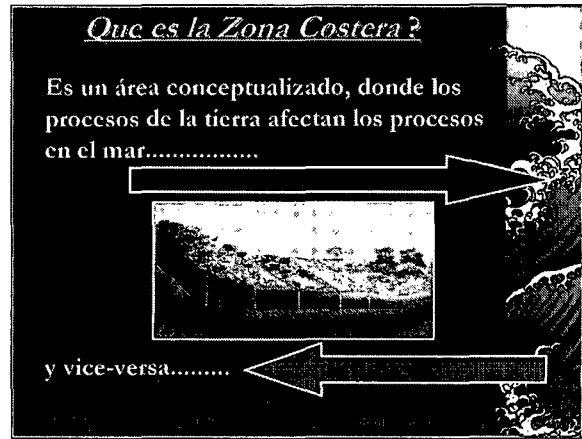 Que es la Zona Costera ?
Es un área conceptualizado, donde los
procesos de la tierra afectan los procesos
en el mar.................
y vice-versa.........